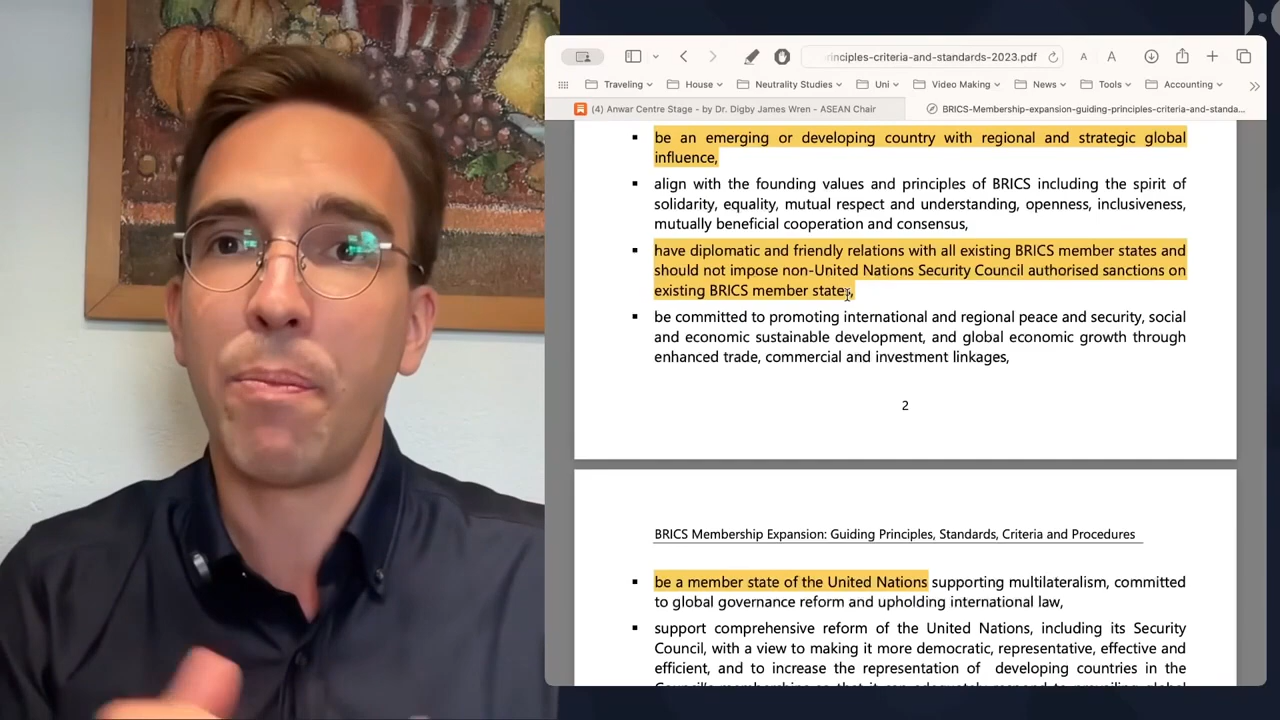 rinciples-criteria-and-standards-2023.pdf
A A
Traveling House Neutrality Studies Uni Video Making News Tools Accounting
(4) Anwar Centre Stage - by Dr. Digby James Wren - ASEAN Chair
BRICS-Membership-expansion-guiding-principles-criteria-and-standa...
be an emerging or developing country with regional and strategic global
influence,
align with the founding values and principles of BRICS including the spirit of
solidarity, equality, mutual respect and understanding, openness, inclusiveness,
mutually beneficial cooperation and consensus,
have diplomatic and friendly relations with all existing BRICS member states and
should not impose non-United Nations Security Council authorised sanctions on
existing BRICS member states,
be committed to promoting international and regional peace and security, social
and economic sustainable development, and global economic growth through
enhanced trade, commercial and investment linkages,
2
BRICS Membership Expansion: Guiding Principles, Standards, Criteria and Procedures
be a member state of the United Nations supporting multilateralism, committed
to global governance reform and upholding international law,
support comprehensive reform of the United Nations, including its Security
Council, with a view to making it more democratic, representative, effective and
efficient, and to increase the representation of developing countries in the